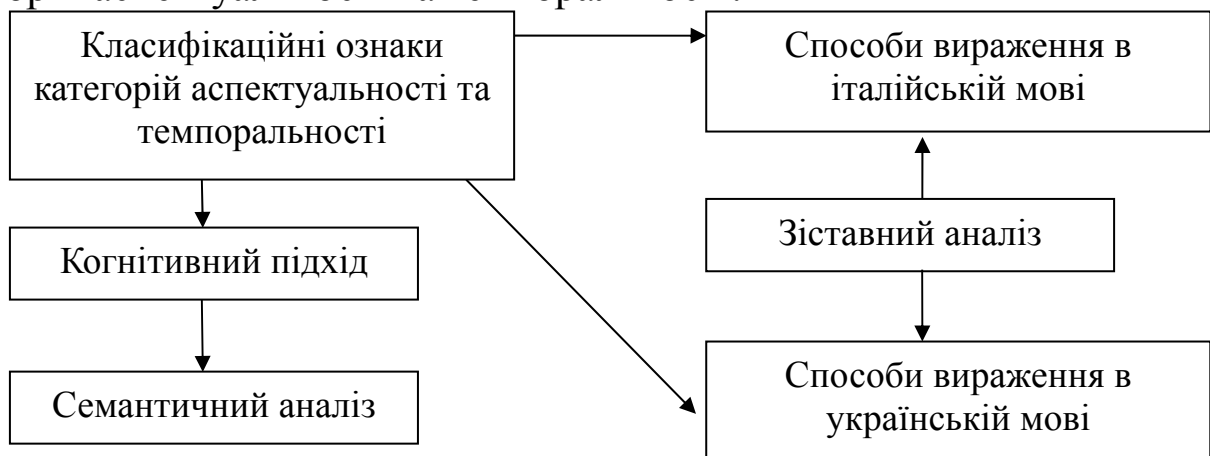 Класифікаційні ознаки
категорій аспектуальності та
темпоральності
Способи вираження в
італійській мові
Когнітивний підхід
Зіставний аналіз
Семантичний аналіз
Способи вираження в
українській мові